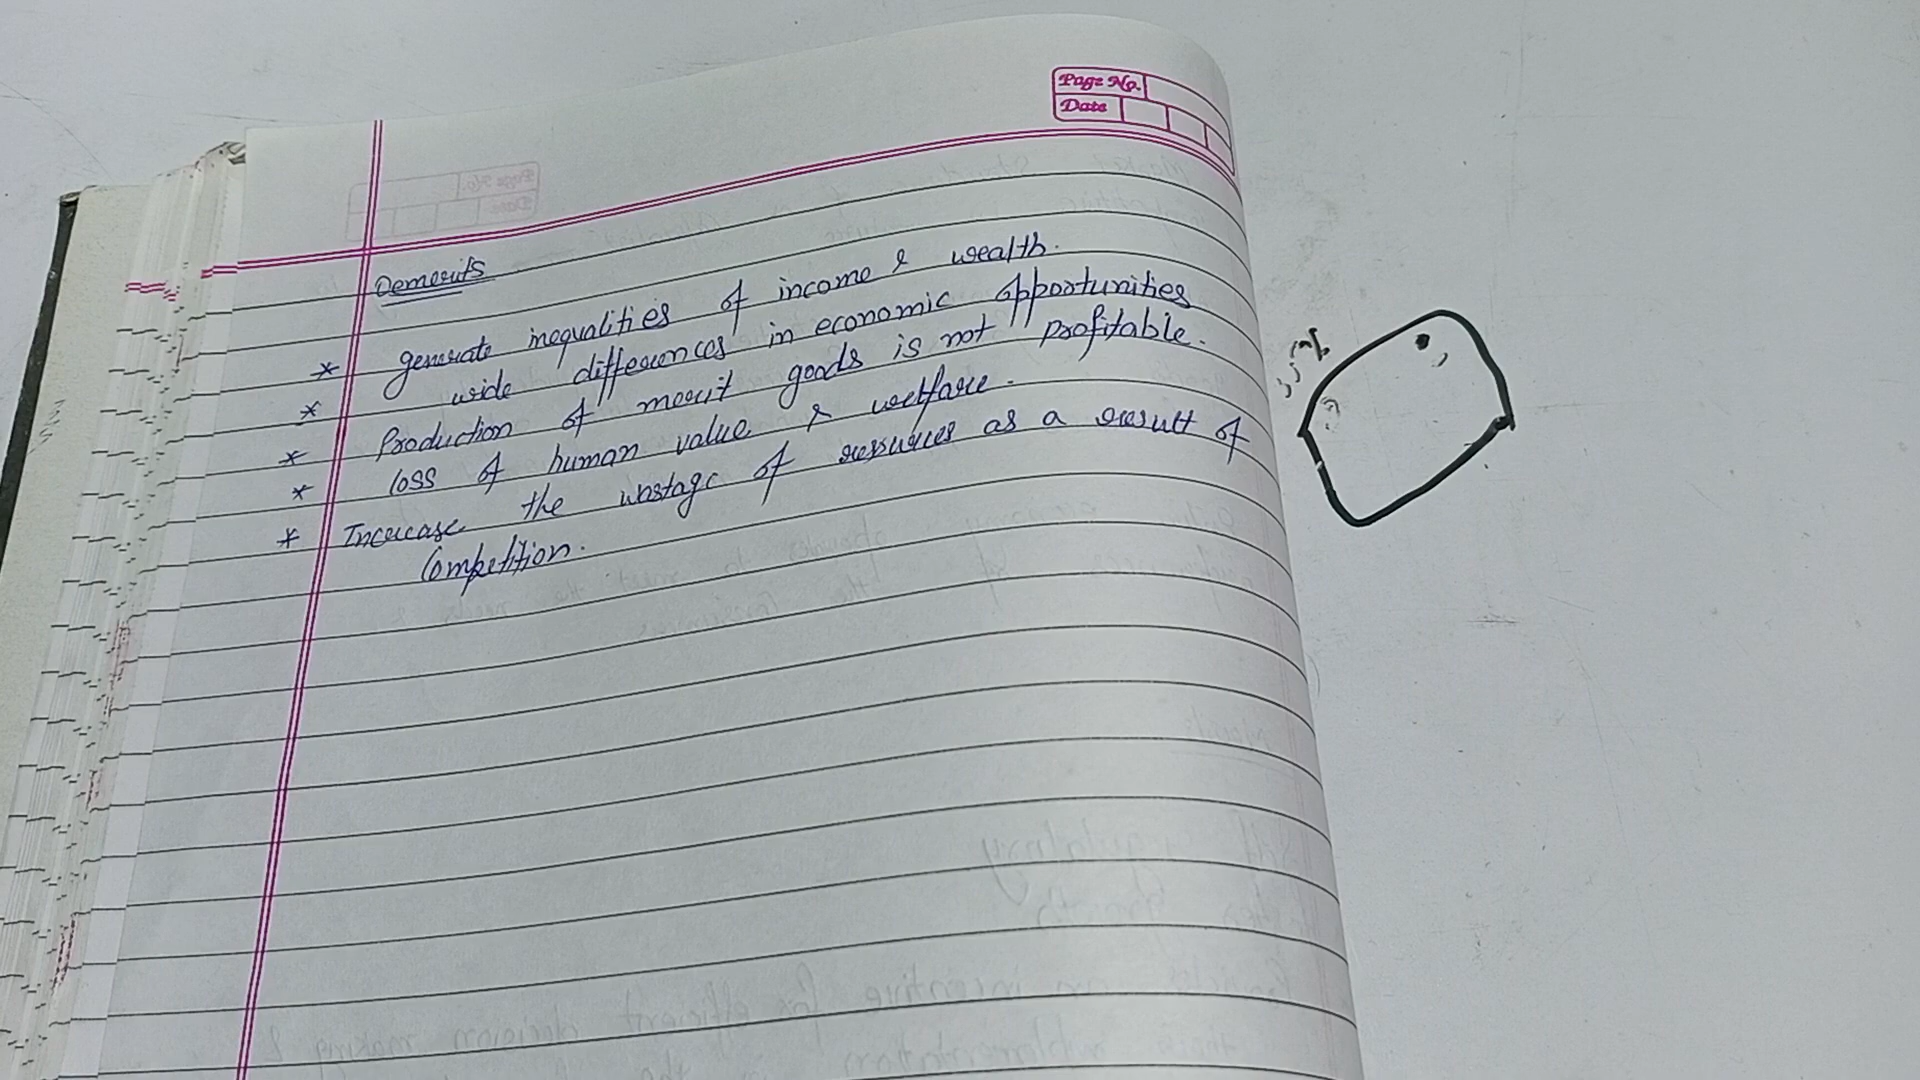 Page No.
Date
Demerits
* generate inequalities of income & wealth.
* wide differences in economic opportunities
* Production of merit goods is not profitable.
* loss of human value & welfare.
* Increase the wastage of resources as a result of
Competition.